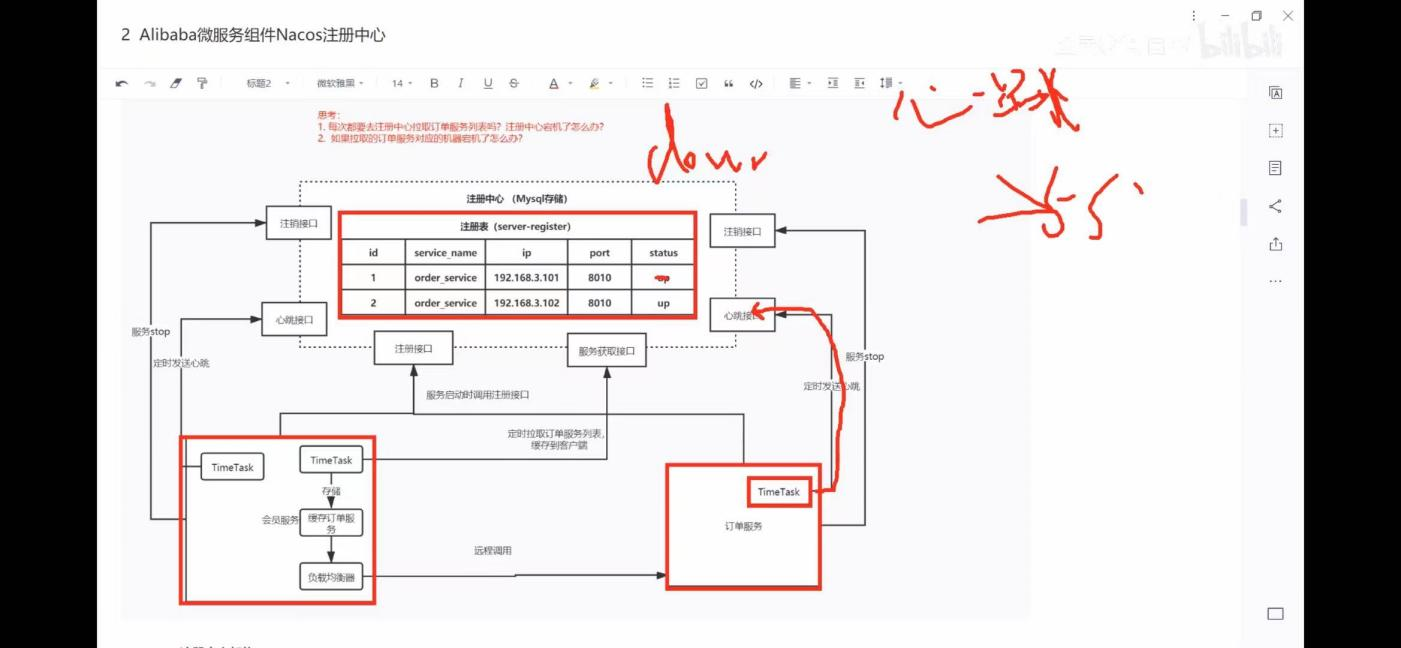 2 Alibaba微服务组件Nacos注册中心
bilibili
标题2 微软雅黑 14 B I U S A
思考：
1. 每次都要去注册中心拉取订单服务列表吗？注册中心宕机了怎么办？
2. 如果拉取的订单服务对应的机器宕机了怎么办？
down
心跳
注册中心 （Mysql存储）
注销接口
注册表（server-register）
注销接口
id service_name ip port status
1 order_service 192.168.3.101 8010 up
2 order_service 192.168.3.102 8010 up
心跳接口
心跳接口
服务stop
注册接口
服务获取接口
服务stop
定时发送心跳
定时发送心跳
服务启动时调用注册接口
定时拉取订单服务列表，
缓存到客户端
TimeTask
TimeTask
存储
会员服务
缓存订单服
务
负载均衡器
远程调用
TimeTask
订单服务